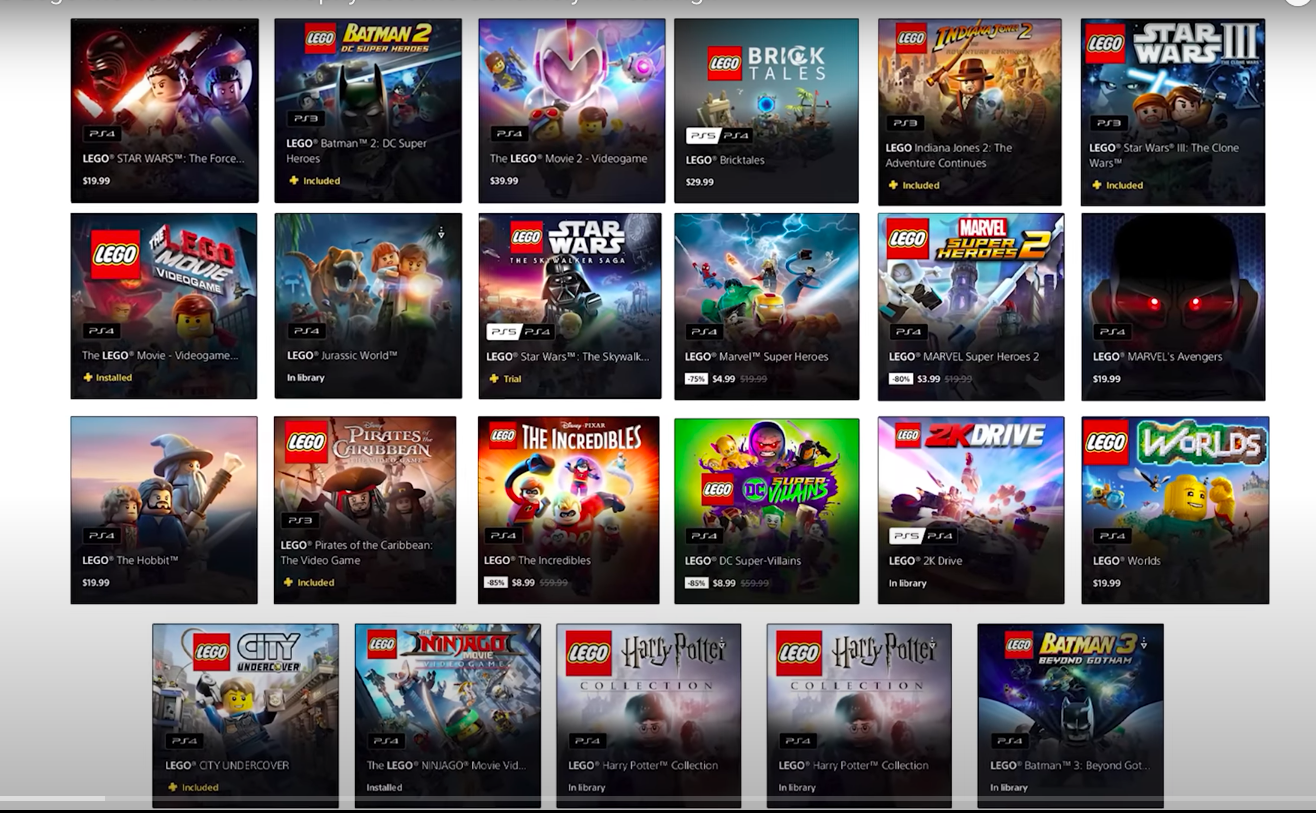 PS4
LEGO® STAR WARS™: The Force...
$19.99
LEGO BATMAN 2
DC SUPER HEROES
PS3
LEGO® Batman™ 2: DC Super
Heroes
Included
PS4
The LEGO® Movie 2 - Videogame
$39.99
LEGO BRICK
TALES
PS5 PS4
LEGO® Bricktales
$29.99
LEGO INDIANA JONES 2
THE ADVENTURE CONTINUES
PS3
LEGO Indiana Jones 2: The
Adventure Continues
Included
LEGO STAR WARS III
THE CLONE WARS
PS3
LEGO® Star Wars® III: The Clone
Wars™
Included
LEGO THE LEGO MOVIE
VIDEOGAME
PS4
The LEGO® Movie - Videogame...
Installed
PS4
LEGO® Jurassic World™
In library
LEGO STAR WARS
THE SKYWALKER SAGA
PS5 PS4
LEGO® Star Wars™: The Skywalk...
Trial
PS4
LEGO® Marvel™ Super Heroes
-75% $4.99 $19.99
LEGO MARVEL
SUPER HEROES 2
PS4
LEGO® MARVEL Super Heroes 2
-80% $3.99 $19.99
PS4
LEGO® MARVEL's Avengers
$19.99
PS4
LEGO® The Hobbit™
$19.99
LEGO Disney PIRATES of the
CARIBBEAN
THE VIDEO GAME
PS3
LEGO® Pirates of the Caribbean:
The Video Game
Included
Disney•PIXAR
LEGO THE INCREDIBLES
PS4
LEGO® The Incredibles
-85% $8.99 $59.99
LEGO DC SUPER
VILLAINS
PS4
LEGO® DC Super-Villains
-85% $8.99 $59.99
LEGO 2K DRIVE
PS5 PS4
LEGO® 2K Drive
In library
LEGO WORLDS
PS4
LEGO® Worlds
$19.99
LEGO CITY
UNDERCOVER
PS4
LEGO® CITY UNDERCOVER
Included
THE LEGO NINJAGO
MOVIE
VIDEOGAME
PS4
The LEGO® NINJAGO® Movie Vid...
Installed
LEGO Harry Potter
COLLECTION
PS4
LEGO® Harry Potter™ Collection
In library
LEGO Harry Potter
COLLECTION
PS4
LEGO® Harry Potter™ Collection
In library
LEGO BATMAN 3
BEYOND GOTHAM
PS4
LEGO® Batman™ 3: Beyond Got...
In library